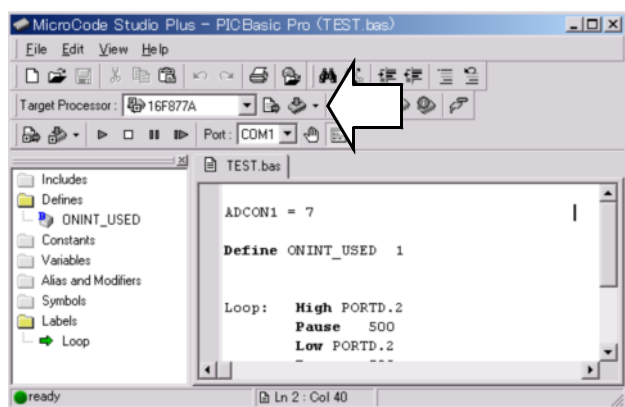 MicroCode Studio Plus - PICBasic Pro (TEST.bas)
File Edit View Help
Target Processor : 16F877A
Port : COM1
TEST.bas
Includes
Defines
ONINT_USED
Constants
Variables
Alias and Modifiers
Symbols
Labels
Loop
ADCON1 = 7
Define ONINT_USED 1
Loop: High PORTD.2
Pause 500
Low PORTD.2
ready Ln 2 : Col 40